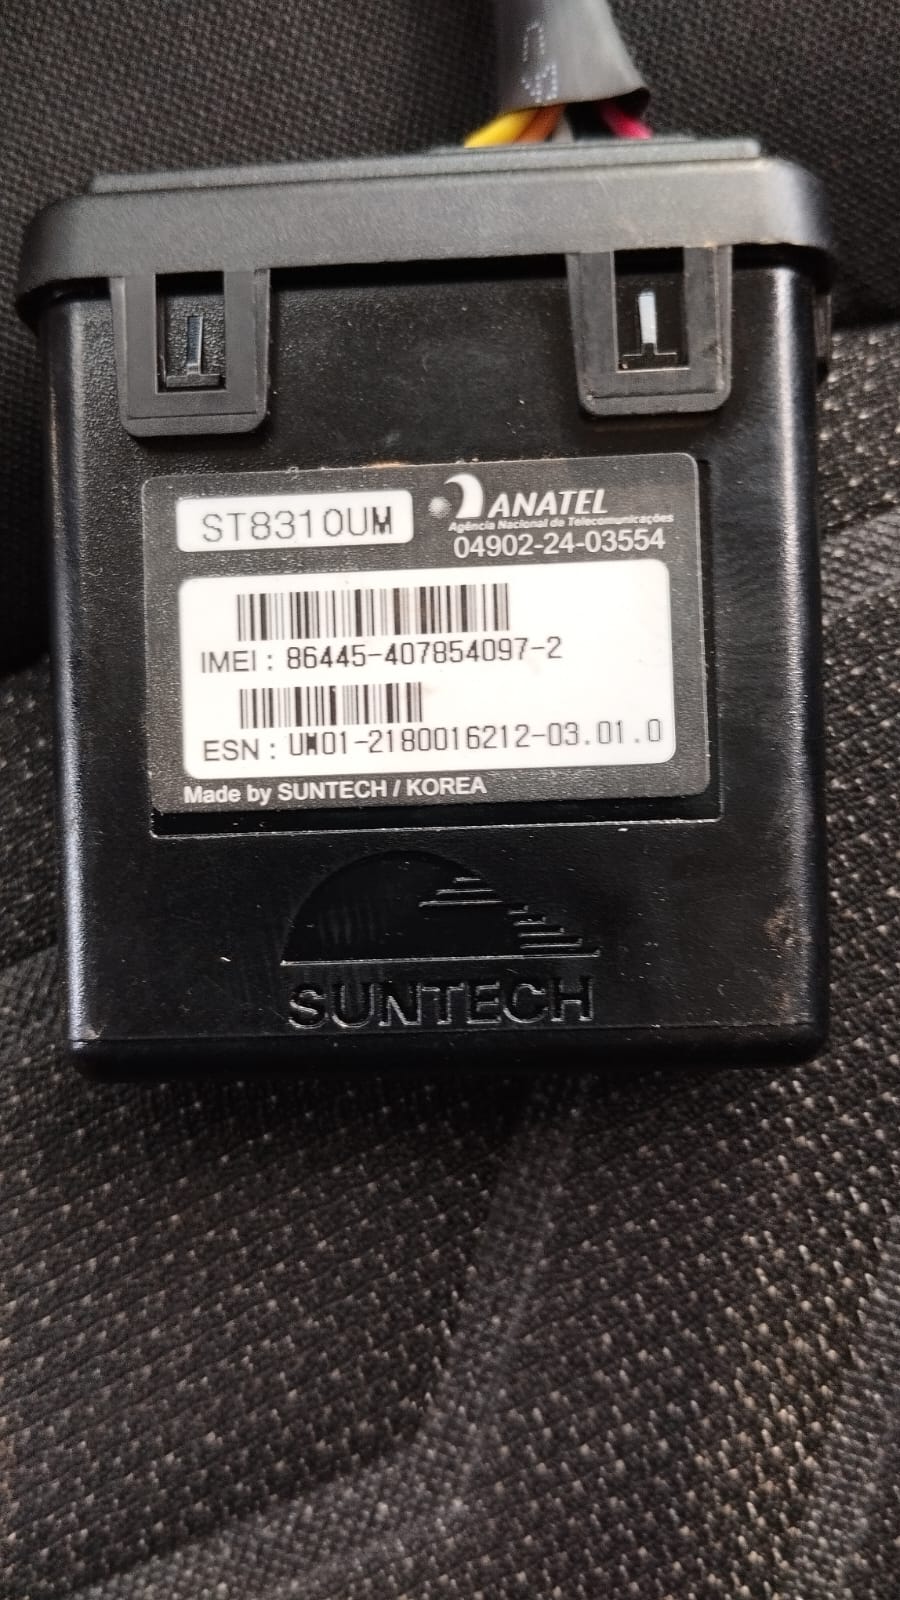 ST8310UM
ANATEL
Agência Nacional de Telecomunicações
04902-24-03554
IMEI : 86445-407854097-2
ESN : UM01-2180016212-03.01.0
Made by SUNTECH / KOREA
SUNTECH